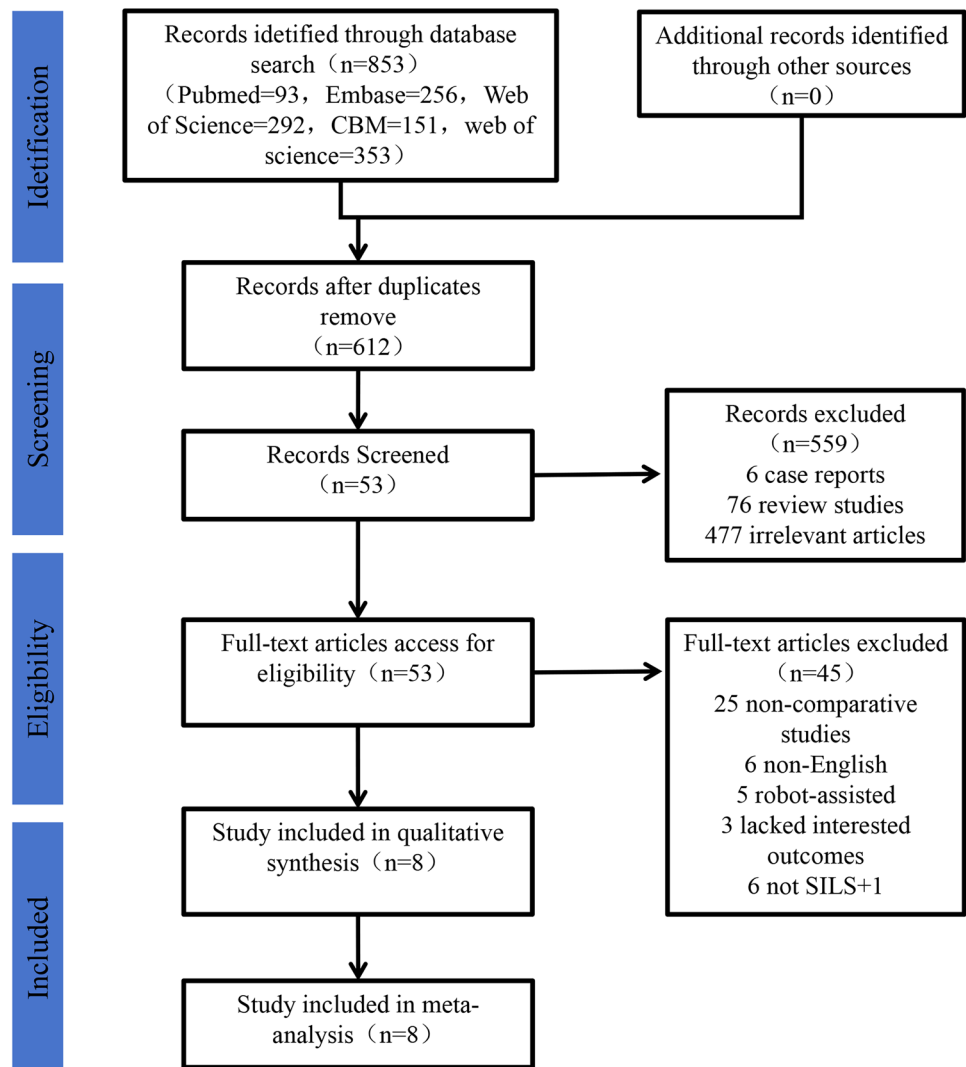 Idetification
Records idetified through database
search（n=853）
（Pubmed=93，Embase=256，Web
of Science=292，CBM=151，web of
science=353）
Additional records identified
through other sources
（n=0）
Screening
Records after duplicates
remove
（n=612）
Records Screened
（n=53）
Records excluded
（n=559）
6 case reports
76 review studies
477 irrelevant articles
Eligibility
Full-text articles access for
eligibility（n=53）
Full-text articles excluded
（n=45）
25 non-comparative
studies
6 non-English
5 robot-assisted
3 lacked interested
outcomes
6 not SILS+1
Included
Study included in qualitative
synthesis（n=8）
Study included in meta-
analysis（n=8）